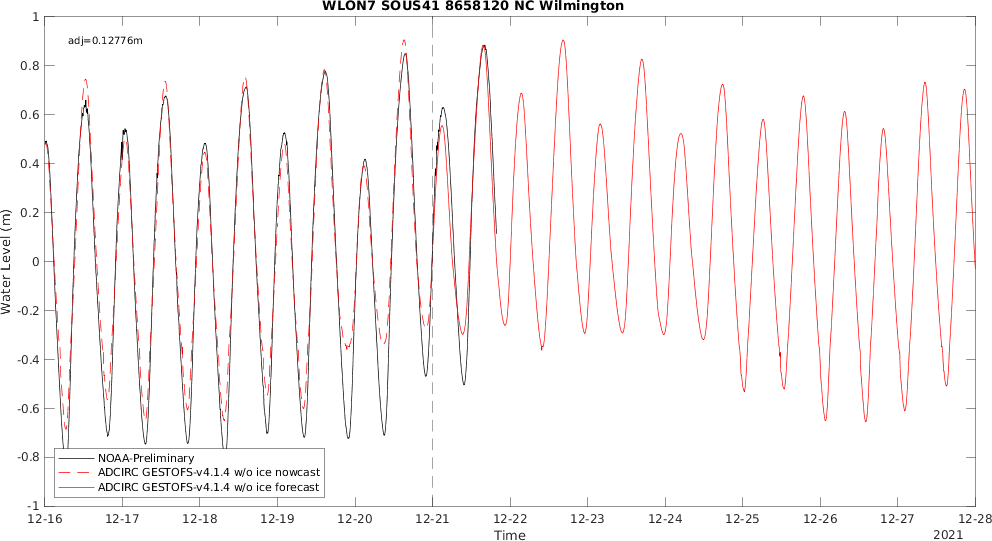 WLON7 SOUS41 8658120 NC Wilmington
adj=0.12776m
1
0.8
0.6
0.4
0.2
0
-0.2
-0.4
-0.6
-0.8
-1
Water Level (m)
NOAA-Preliminary
ADCIRC GESTOFS-v4.1.4 w/o ice nowcast
ADCIRC GESTOFS-v4.1.4 w/o ice forecast
12-16 12-17 12-18 12-19 12-20 12-21 12-22 12-23 12-24 12-25 12-26 12-27 12-28
Time
2021